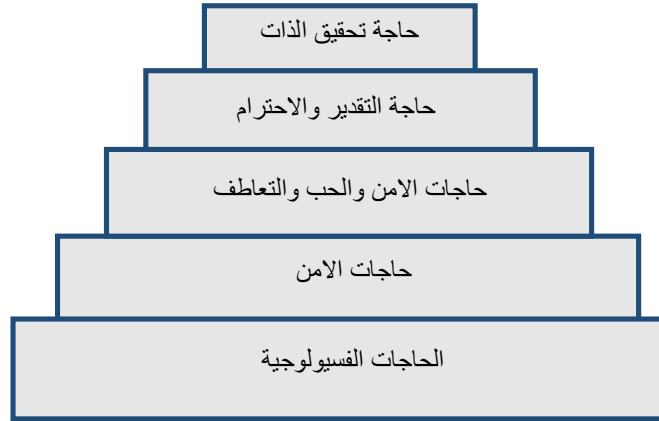 حاجة تحقيق الذات
حاجة التقدير والاحترام
حاجات الامن والحب والتعاطف
حاجات الامن
الحاجات الفسيولوجية